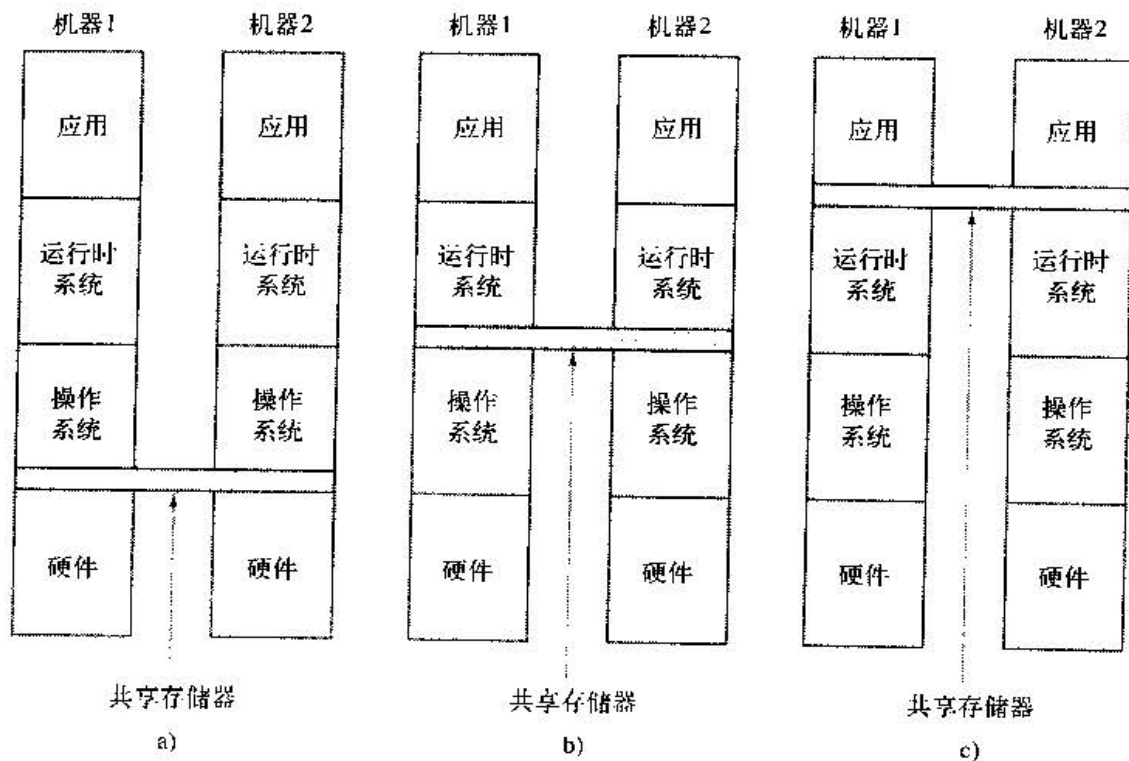 机器1
机器2
应用
应用
运行时
系统
运行时
系统
操作
系统
操作
系统
硬件
硬件
共享存储器
a)
机器1
机器2
应用
应用
运行时
系统
运行时
系统
操作
系统
操作
系统
硬件
硬件
共享存储器
b)
机器1
机器2
应用
应用
运行时
系统
运行时
系统
操作
系统
操作
系统
硬件
硬件
共享存储器
c)